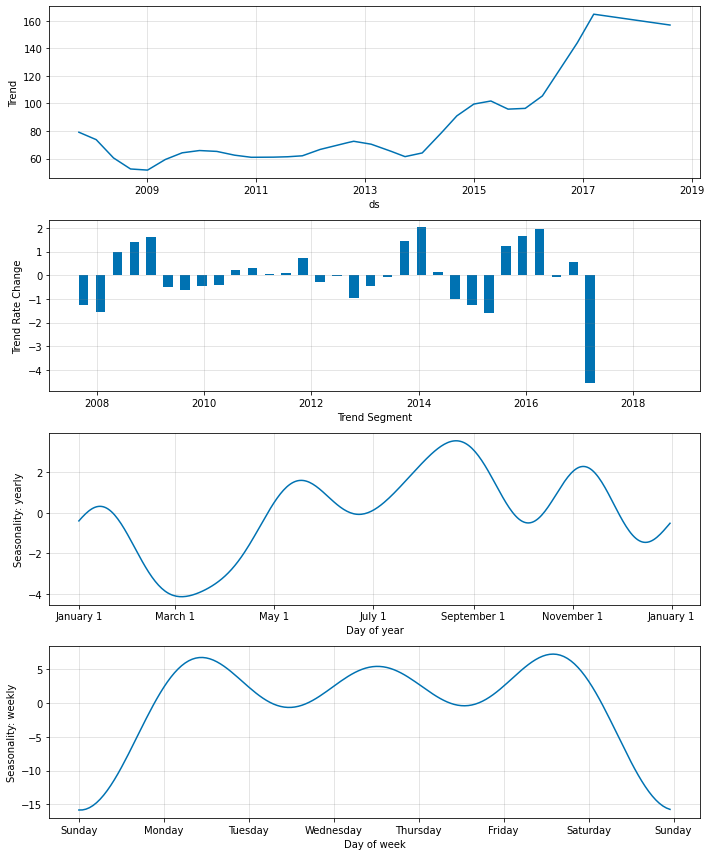 160
140
120
100
80
60
Trend
2009
2011
2013
2015
2017
2019
ds
2
1
0
−1
−2
−3
−4
Trend Rate Change
2008
2010
2012
2014
2016
2018
Trend Segment
2
0
−2
−4
Seasonality: yearly
January 1
March 1
May 1
July 1
September 1
November 1
January 1
Day of year
5
0
−5
−10
−15
Seasonality: weekly
Sunday
Monday
Tuesday
Wednesday
Thursday
Friday
Saturday
Sunday
Day of week